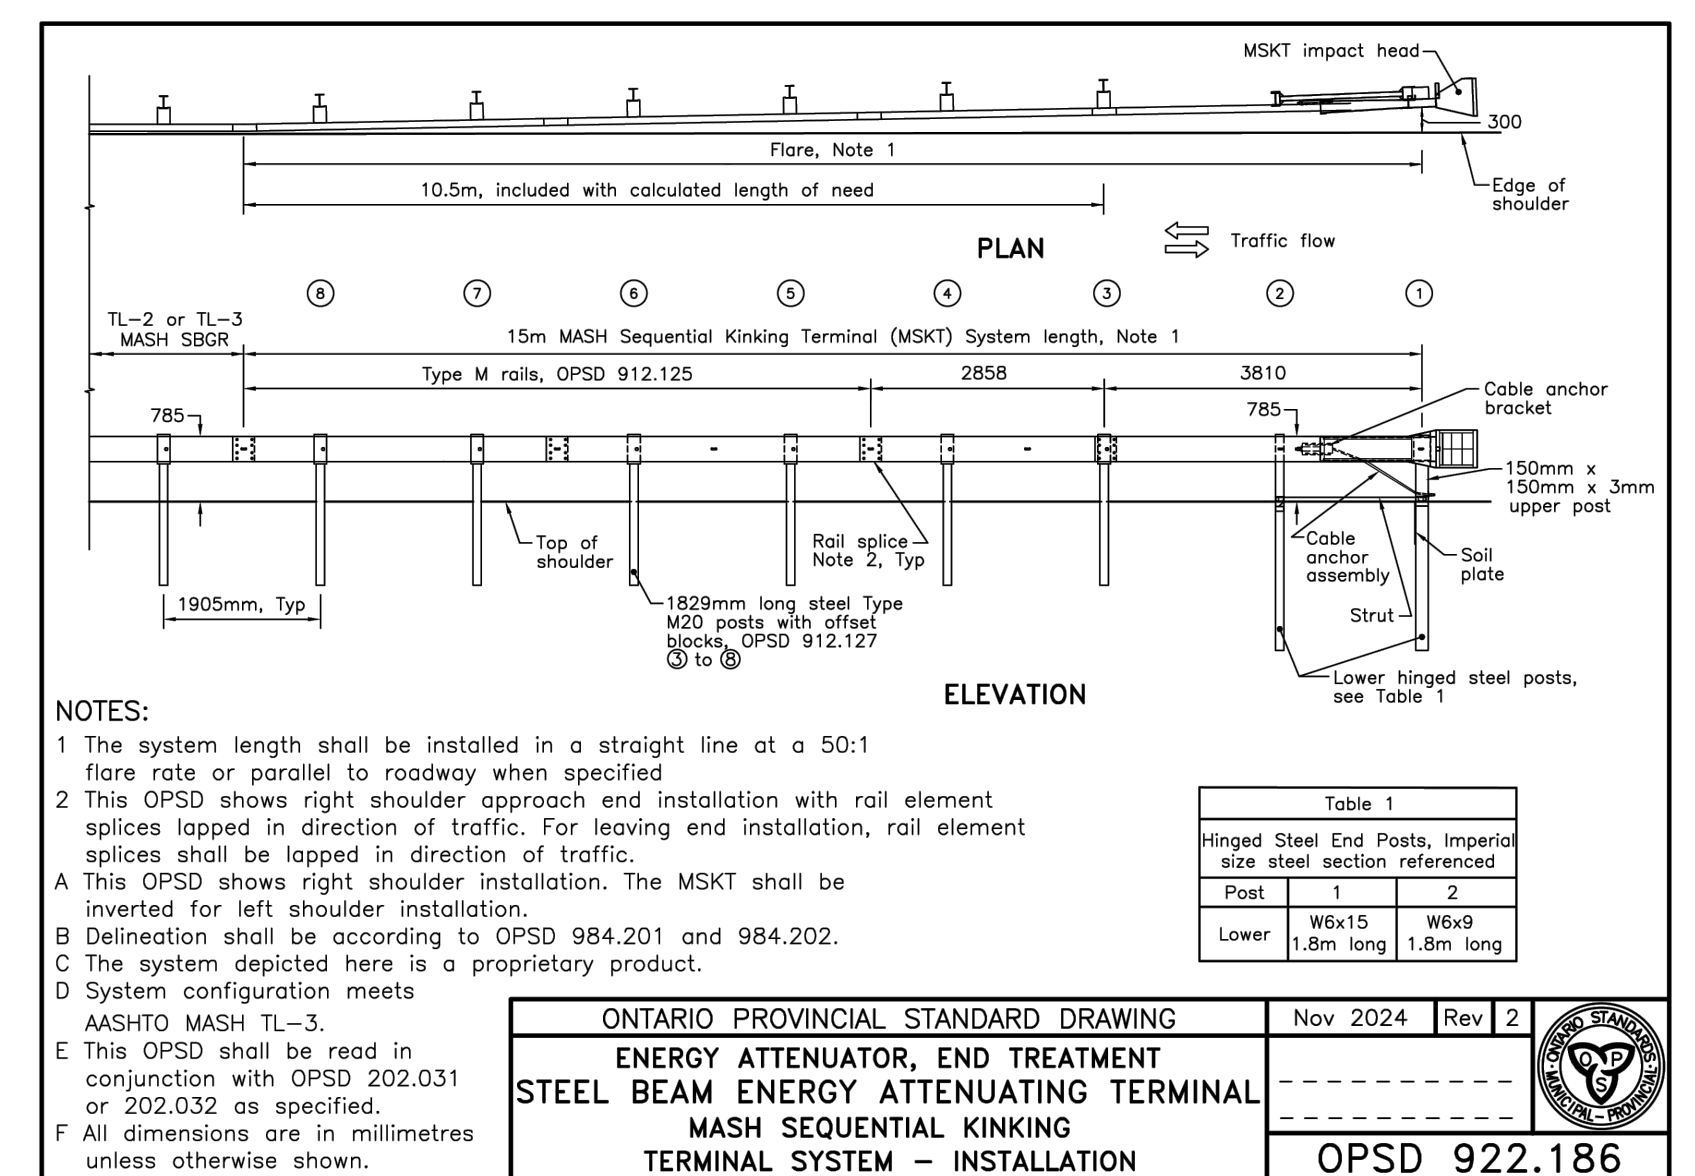 MSKT impact head
300
Flare, Note 1
10.5m, included with calculated length of need
Edge of
shoulder
PLAN
Traffic flow
8 7 6 5 4 3 2 1
TL-2 or TL-3
MASH SBGR
15m MASH Sequential Kinking Terminal (MSKT) System length, Note 1
Type M rails, OPSD 912.125
2858
3810
Cable anchor
bracket
785
785
150mm x
150mm x 3mm
upper post
Top of
shoulder
Rail splice
Note 2, Typ
Cable
anchor
assembly
Soil
plate
1905mm, Typ
1829mm long steel Type
M20 posts with offset
blocks, OPSD 912.127
3 to 8
Strut
Lower hinged steel posts,
see Table 1
ELEVATION
NOTES:
1 The system length shall be installed in a straight line at a 50:1
flare rate or parallel to roadway when specified
2 This OPSD shows right shoulder approach end installation with rail element
splices lapped in direction of traffic. For leaving end installation, rail element
splices shall be lapped in direction of traffic.
A This OPSD shows right shoulder installation. The MSKT shall be
inverted for left shoulder installation.
B Delineation shall be according to OPSD 984.201 and 984.202.
C The system depicted here is a proprietary product.
D System configuration meets
AASHTO MASH TL-3.
E This OPSD shall be read in
conjunction with OPSD 202.031
or 202.032 as specified.
F All dimensions are in millimetres
unless otherwise shown.
Table 1
Hinged Steel End Posts, Imperial
size steel section referenced
Post 1 2
Lower W6x15 W6x9
1.8m long 1.8m long
ONTARIO PROVINCIAL STANDARD DRAWING
Nov 2024 Rev 2
ENERGY ATTENUATOR, END TREATMENT
STEEL BEAM ENERGY ATTENUATING TERMINAL
MASH SEQUENTIAL KINKING
TERMINAL SYSTEM - INSTALLATION
ONTARIO STANDARDS
MUNICIPAL-PROVINCIAL
OPS
OPSD 922.186